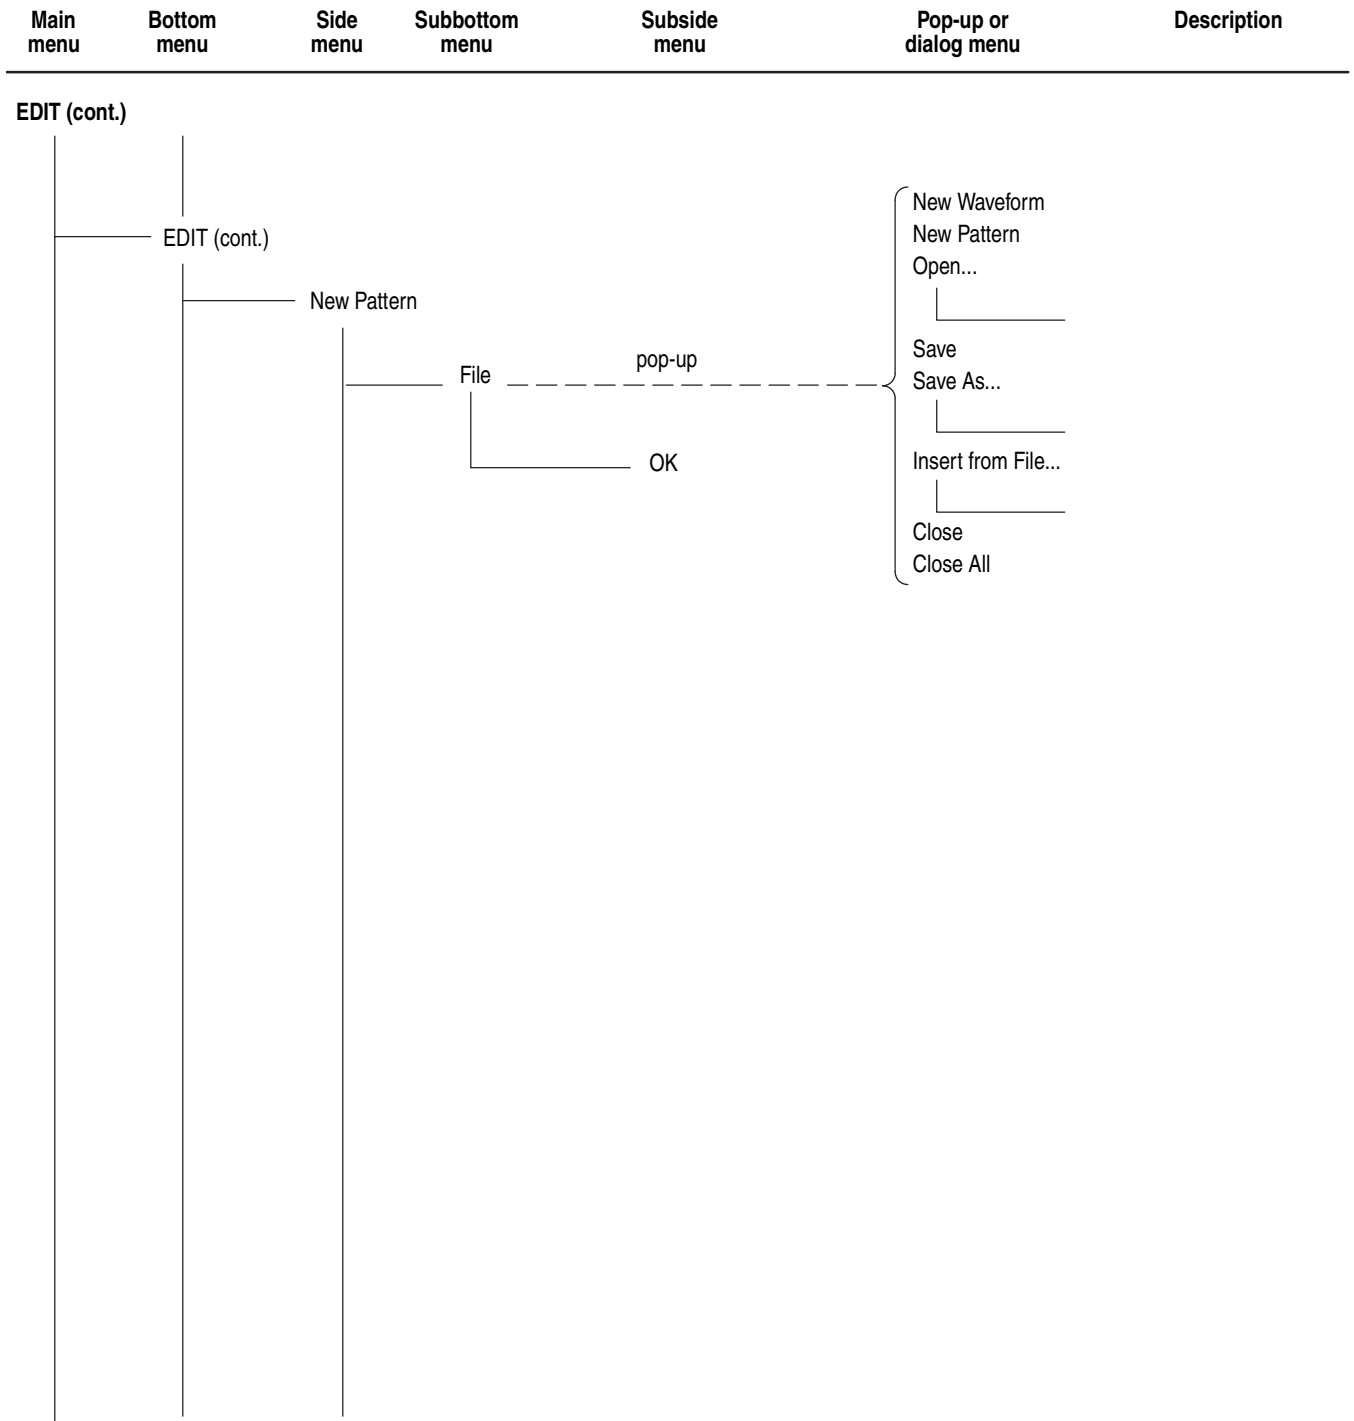 Main menu
Bottom menu
Side menu
Subbottom menu
Subside menu
Pop-up or dialog menu
Description
EDIT (cont.)
EDIT (cont.)
New Pattern
File
pop-up
OK
New Waveform
New Pattern
Open...
Save
Save As...
Insert from File...
Close
Close All